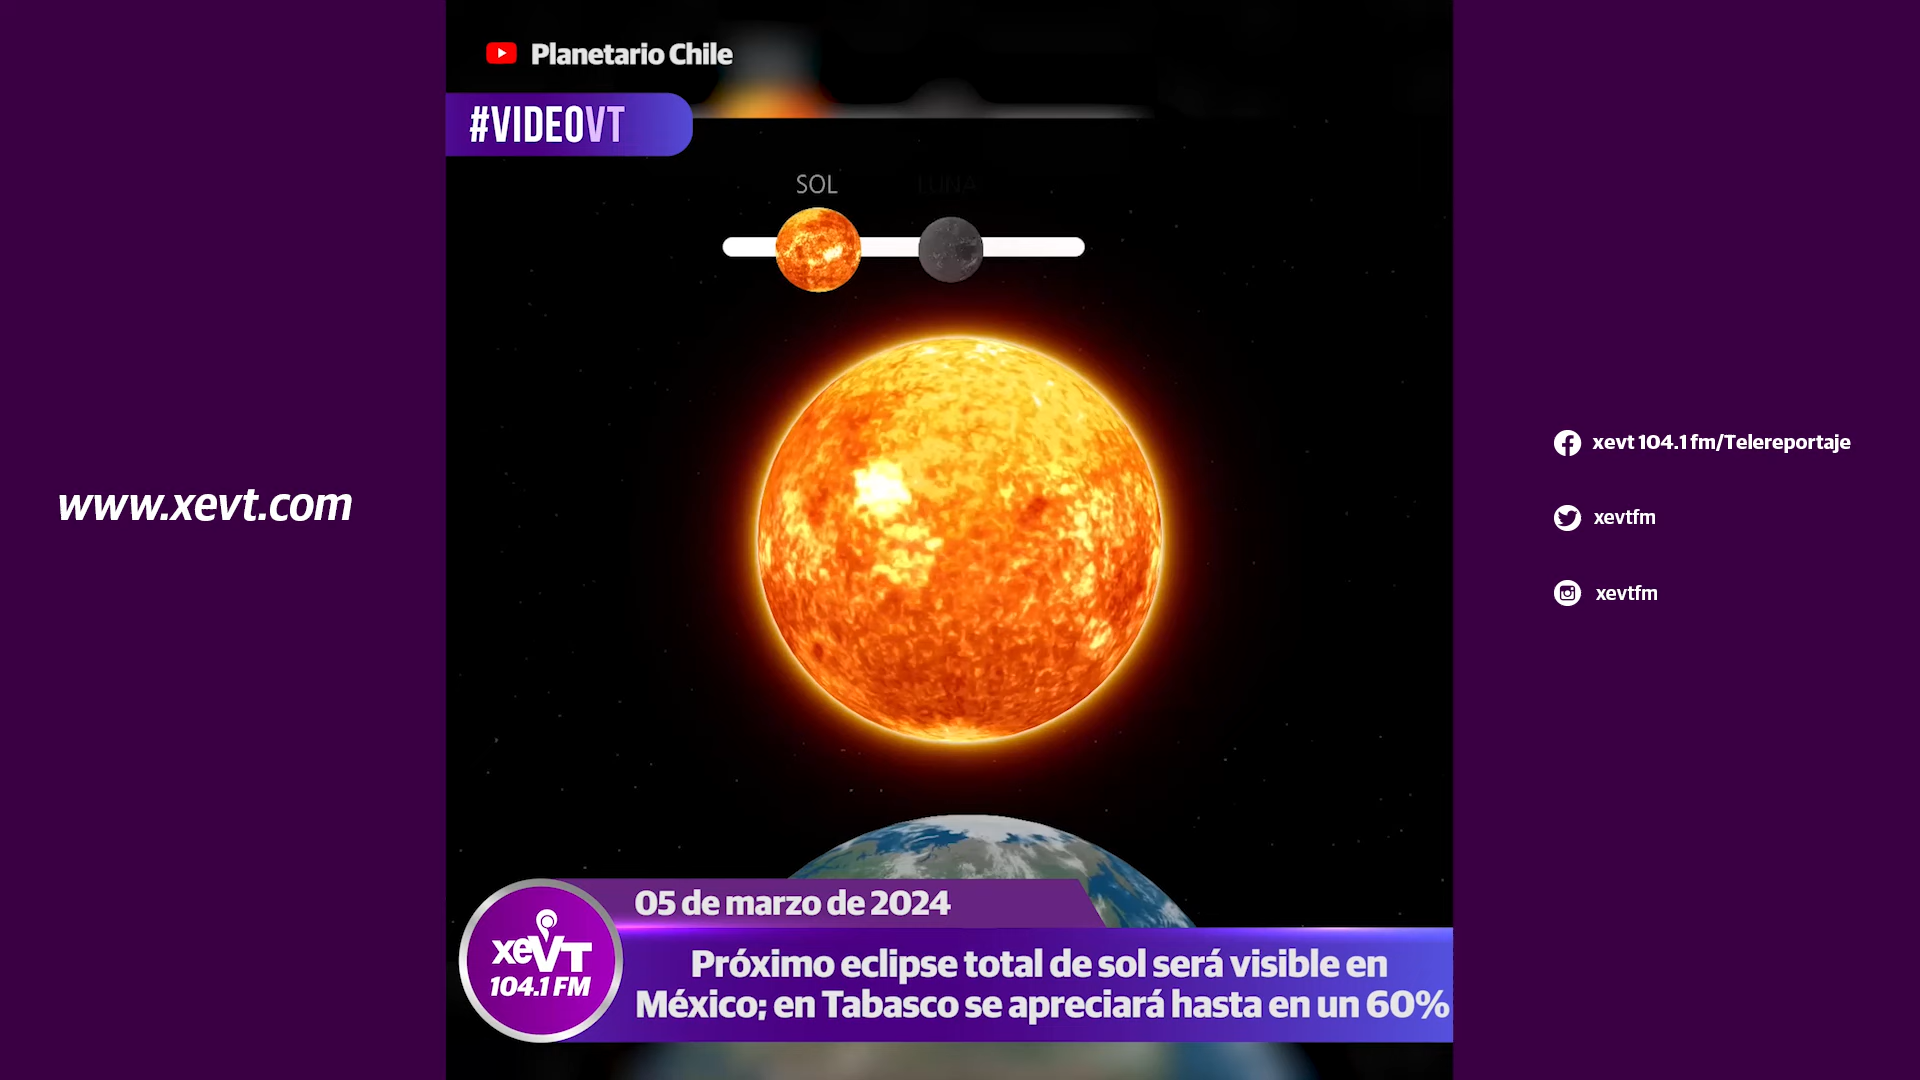 Planetario Chile
#VIDEOVT
SOL
LUNA
www.xevt.com
xevt 104.1 fm/Telereportaje
xevtfm
xevtfm
05 de marzo de 2024
xeVT
104.1 FM
Próximo eclipse total de sol será visible en
México; en Tabasco se apreciará hasta en un 60%